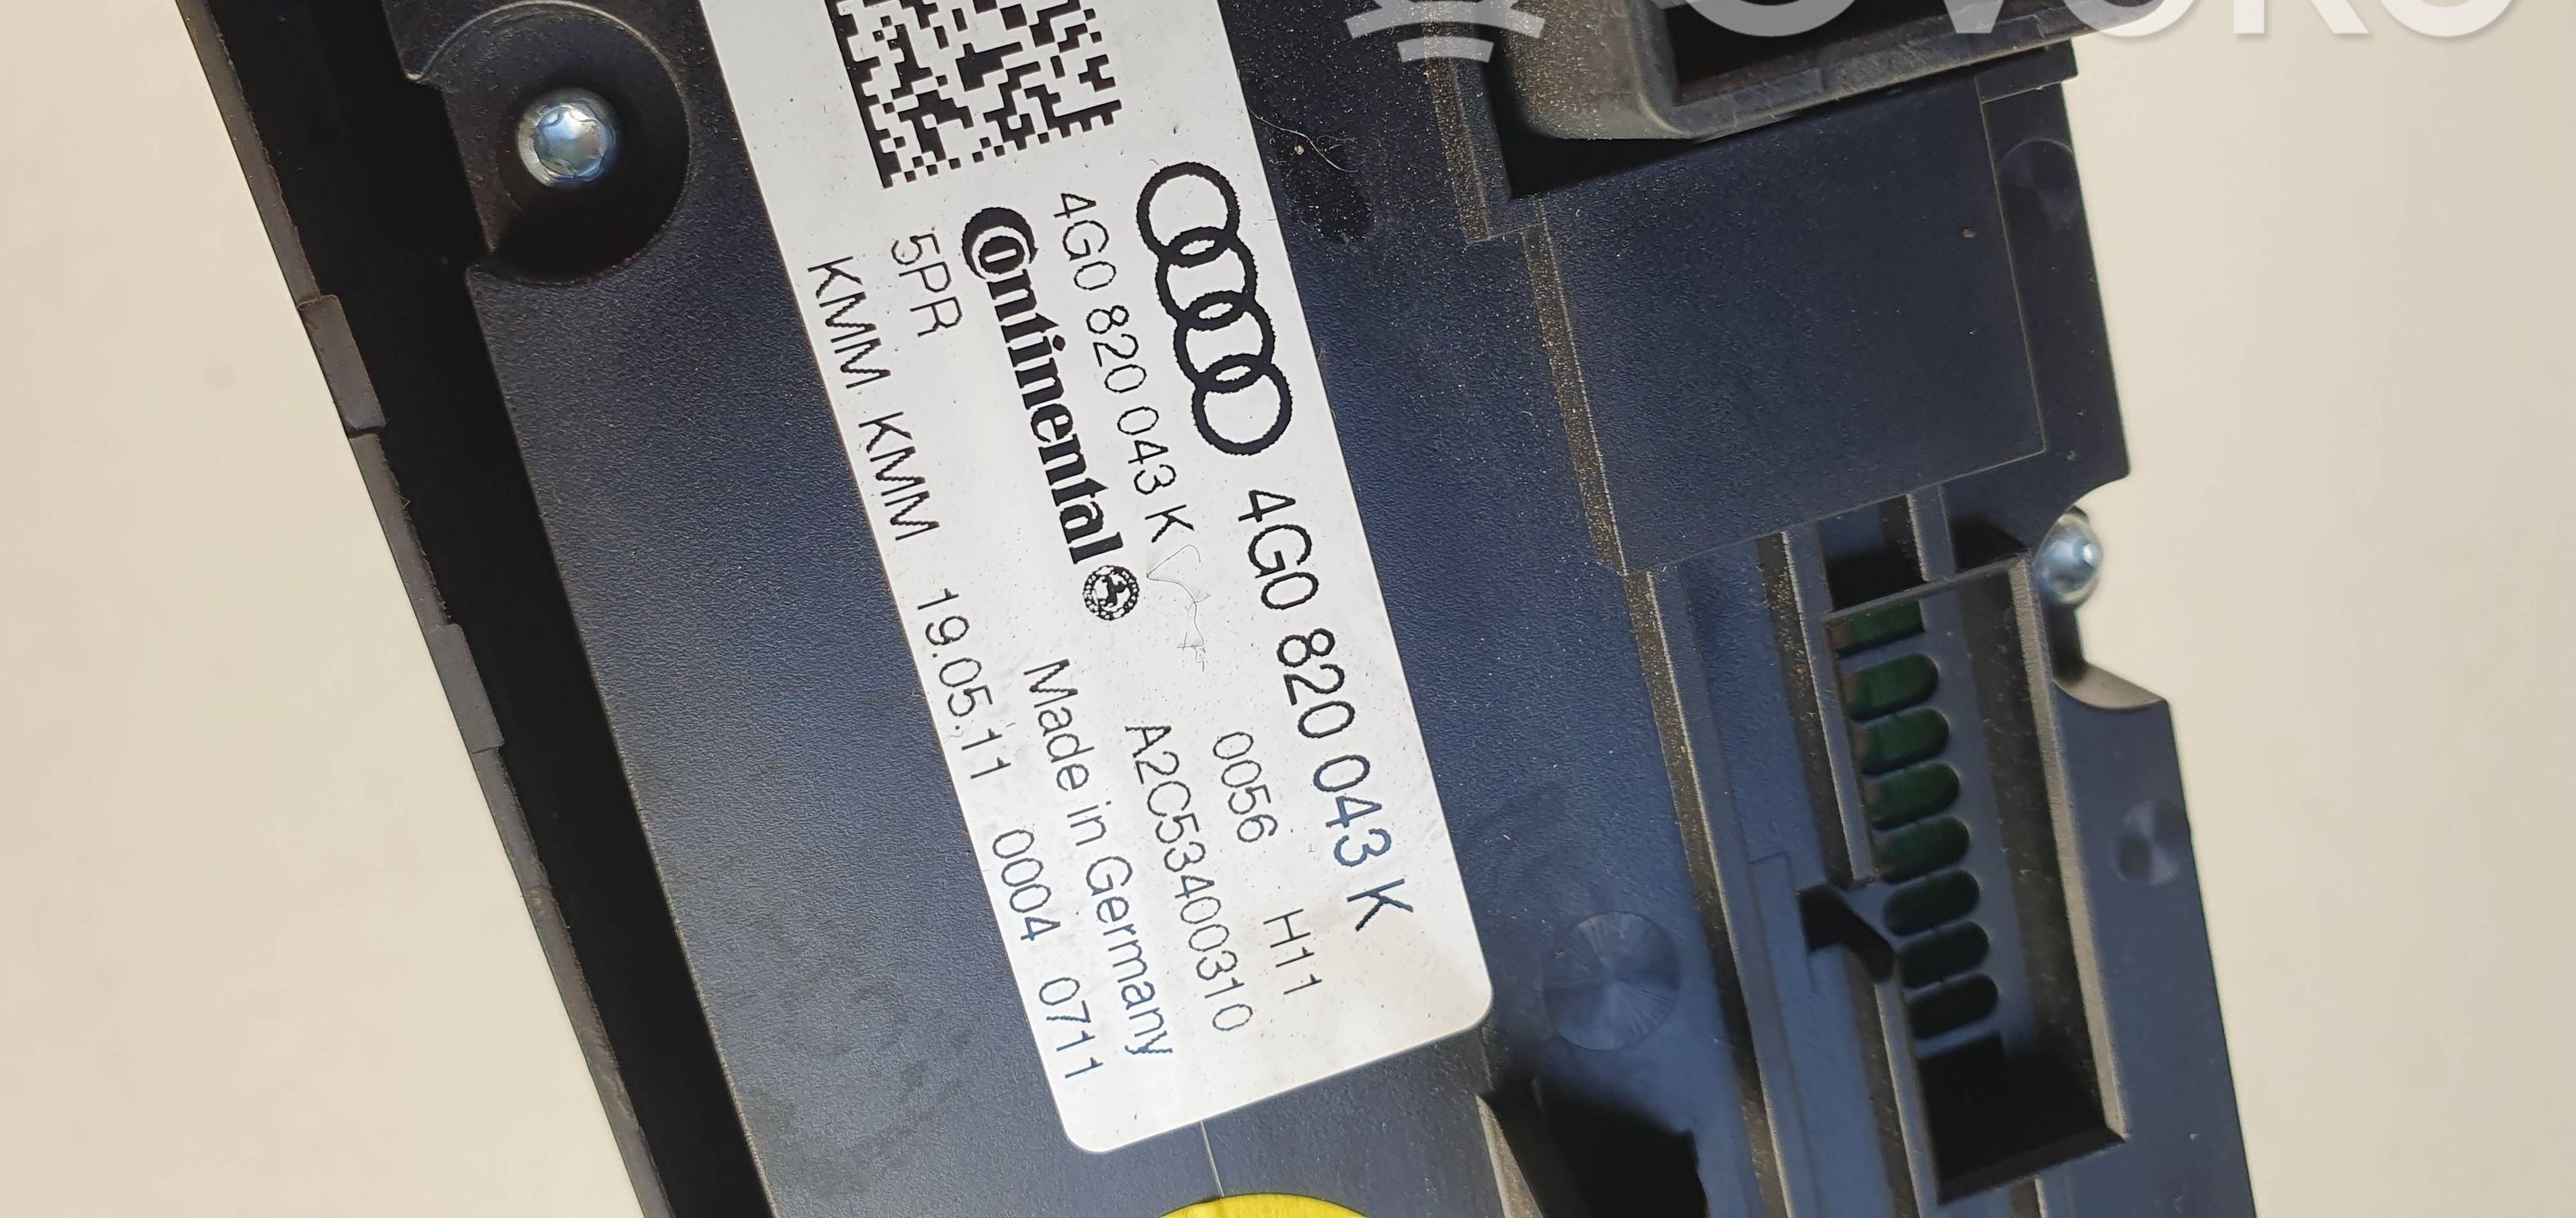 4G0 820 043 K
4G0 820 043 K 0056 H11
Continental A2C53400310
5PR Made in Germany
KMM KMM 19.05.11 0004 0711